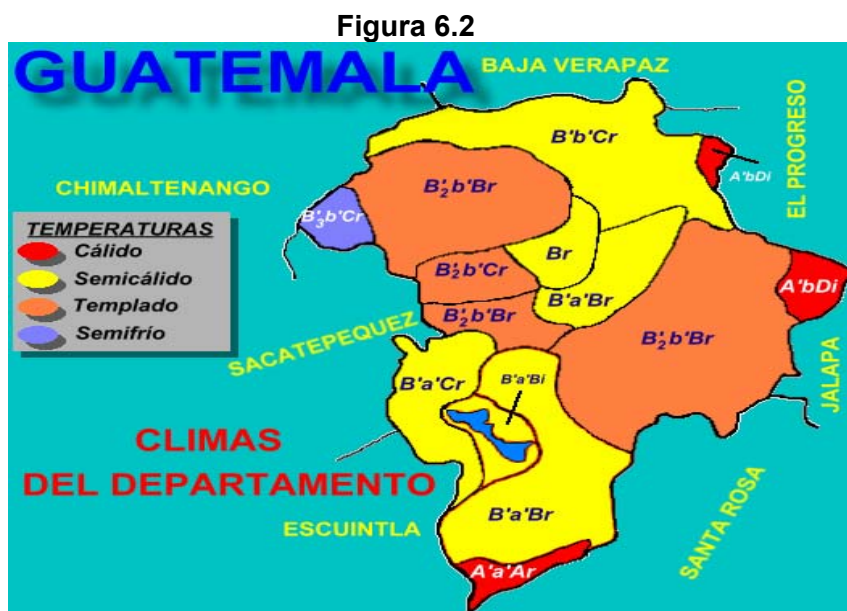 Figura 6.2
GUATEMALA
BAJA VERAPAZ
EL PROGRESO
CHIMALTENANGO
B'b'Cr
A'bDi
B'₂b'Br
B'₃b'Cr
TEMPERATURAS
Cálido
Semicálido
Templado
Semifrío
Br
B'₂b'Cr
B'a'Br
A'bDi
B'₂b'Br
B'₂b'Br
SACATEPEQUEZ
JALAPA
B'a'Cr
B'a'Bi
CLIMAS
DEL DEPARTAMENTO
ESCUINTLA
B'a'Br
SANTA ROSA
A'a'Ar